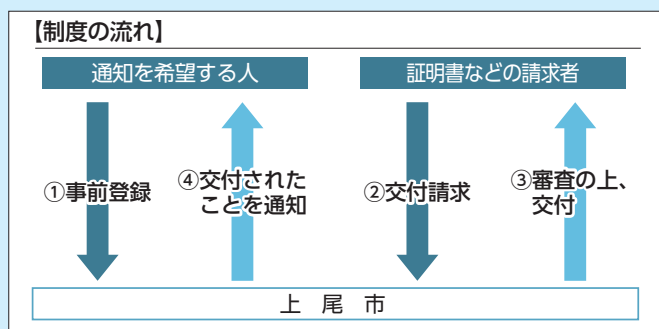 【制度の流れ】
通知を希望する人
証明書などの請求者
①事前登録
④交付された
ことを通知
②交付請求
③審査の上、
交付
上 尾 市